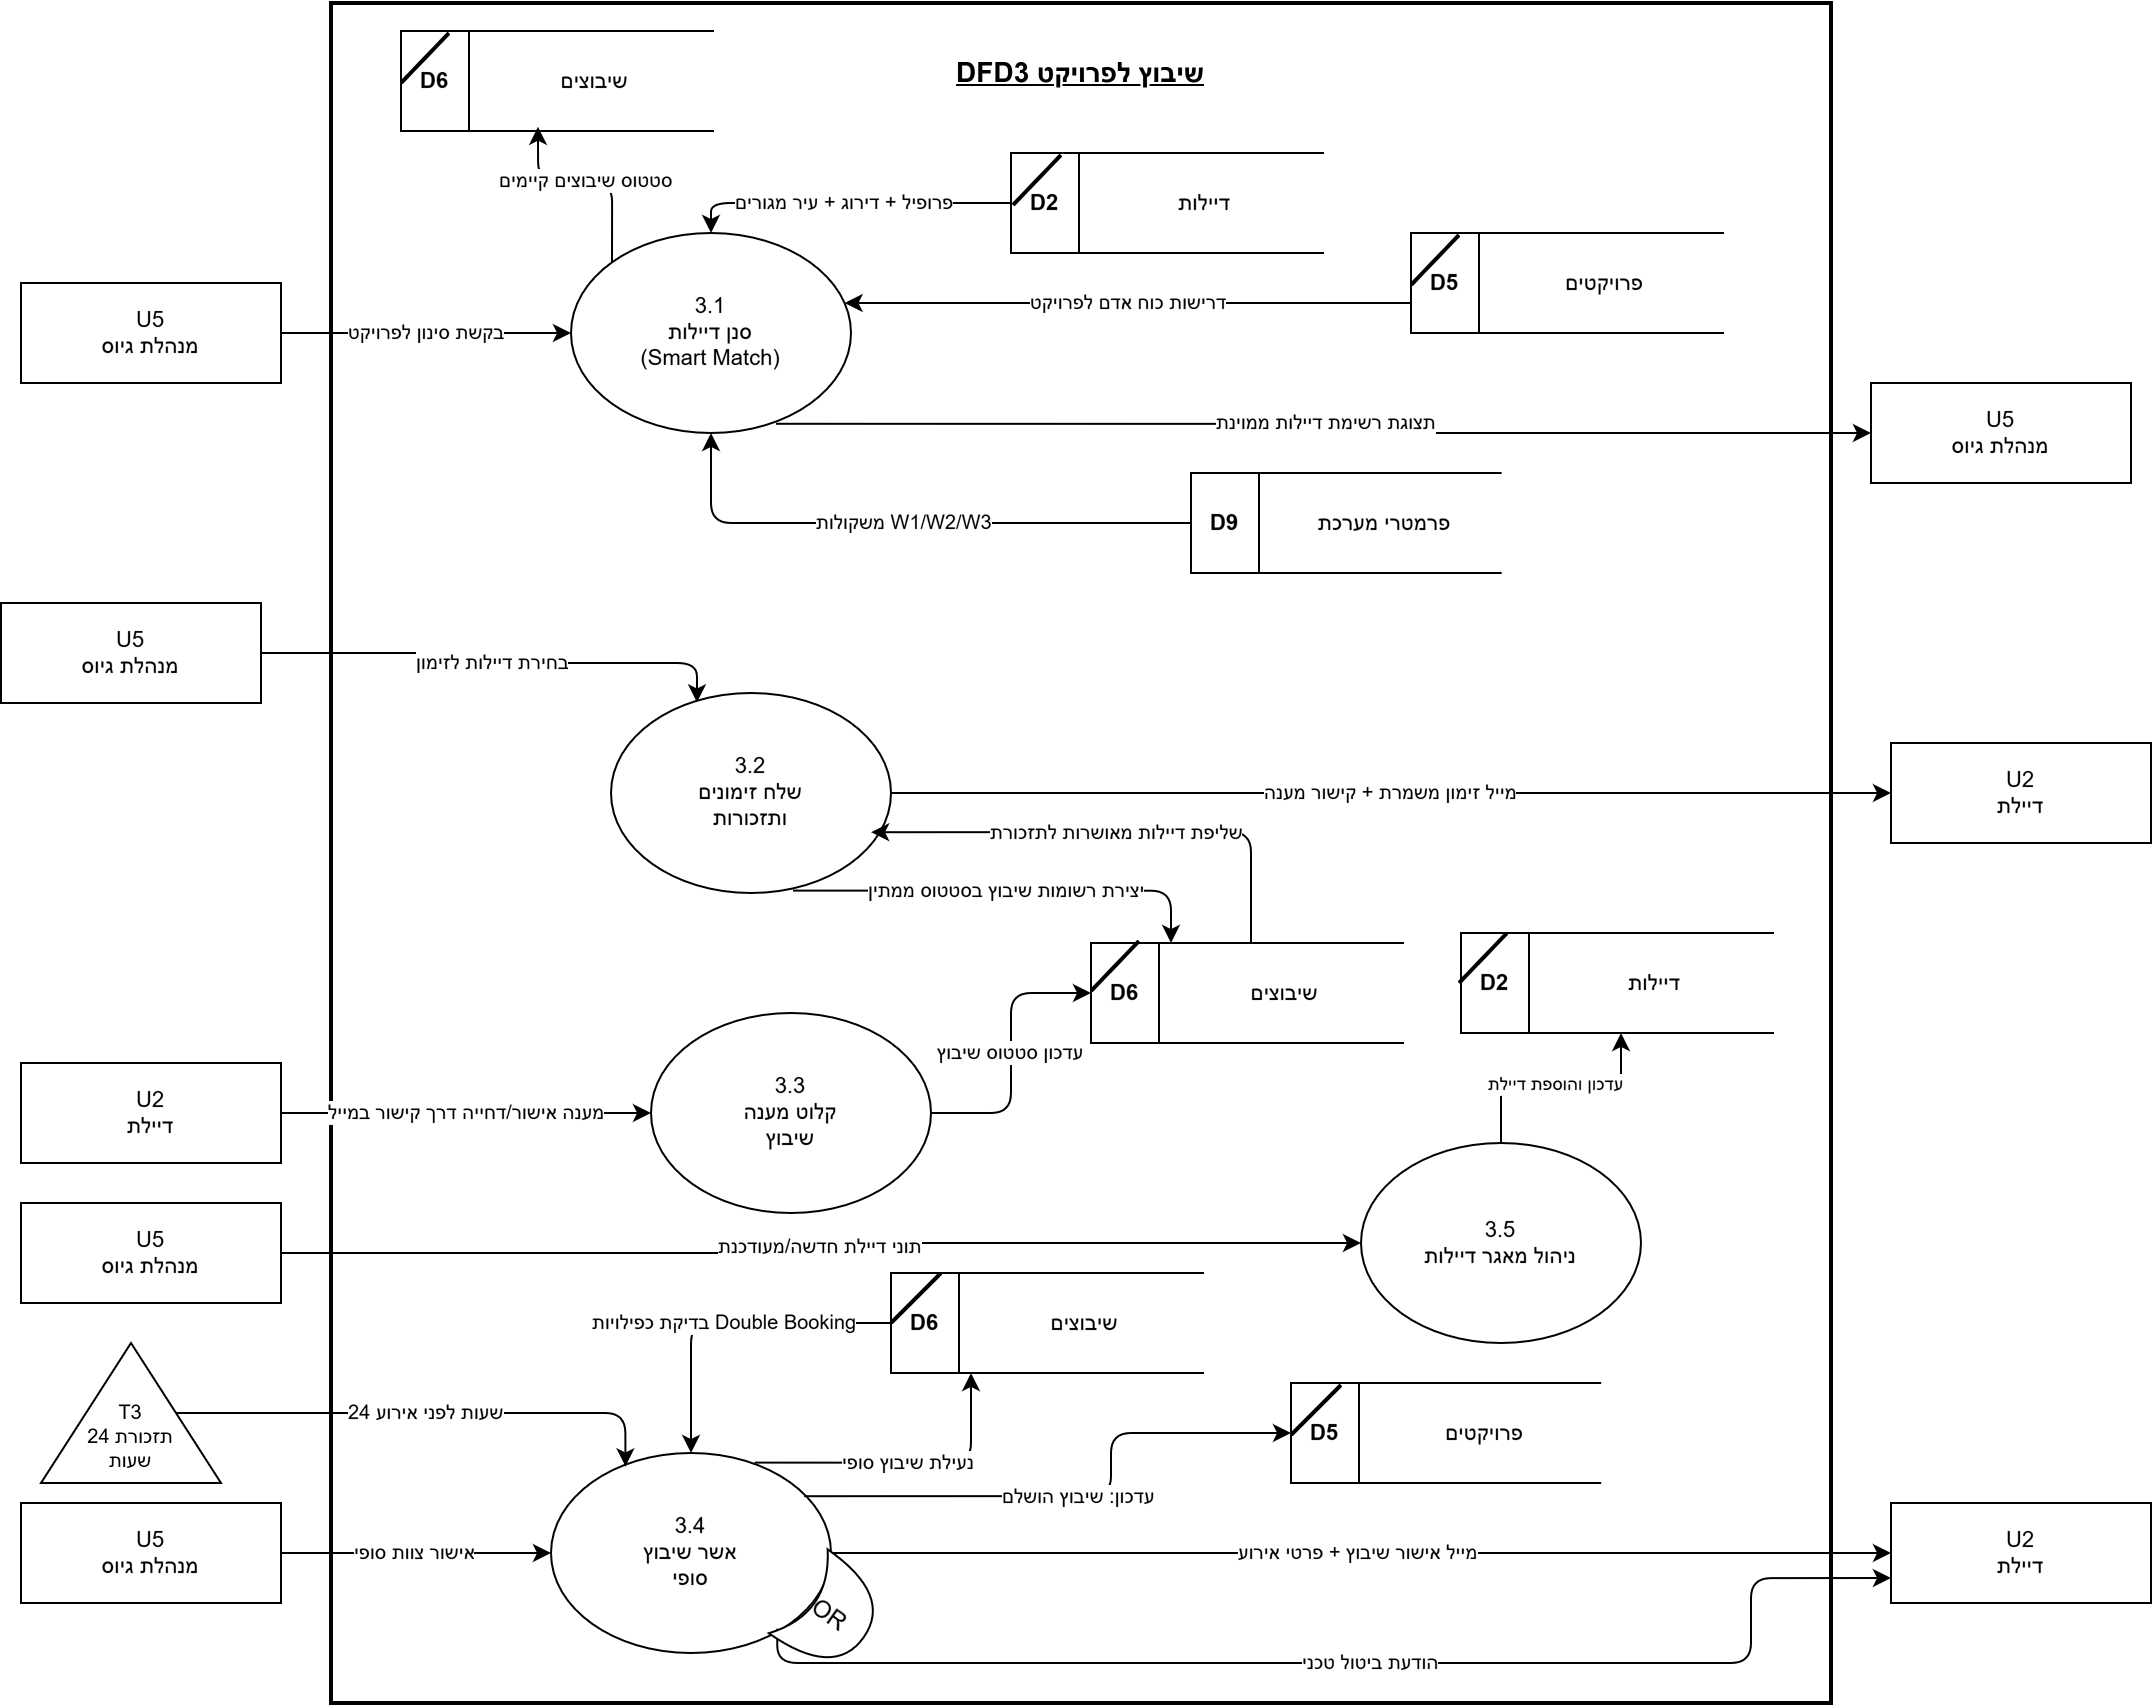 שיבוץ לפרויקט DFD3
D6
שיבוצים
סטטוס שיבוצים קיימים
פרופיל + דירוג + עיר מגורים
D2
דיילות
D5
פרויקטים
דרישות כוח אדם לפרויקט
U5
מנהלת גיוס
בקשת סינון לפרויקט
3.1
סנן דיילות
(Smart Match)
תצוגת רשימת דיילות ממוינת
U5
מנהלת גיוס
משקולות W1/W2/W3
D9
פרמטרי מערכת
U5
מנהלת גיוס
בחירת דיילות לזימון
3.2
שלח זימונים
ותזכורות
מייל זימון משמרת + קישור מענה
U2
דיילת
שליפת דיילות מאושרות לתזכורת
יצירת רשומות שיבוץ בסטטוס ממתין
D6
שיבוצים
D2
דיילות
עדכון סטטוס שיבוץ
עדכון והוספת דיילת
U2
דיילת
מענה אישור/דחייה דרך קישור במייל
3.3
קלוט מענה
שיבוץ
U5
מנהלת גיוס
תוני דיילת חדשה/מעודכנת
3.5
ניהול מאגר דיילות
בדיקת כפילויות Double Booking
D6
שיבוצים
T3
תזכורת 24
שעות
24 שעות לפני אירוע
נעילת שיבוץ סופי
עדכון: שיבוץ הושלם
D5
פרויקטים
U5
מנהלת גיוס
אישור צוות סופי
3.4
אשר שיבוץ
סופי
OR
מייל אישור שיבוץ + פרטי אירוע
U2
דיילת
הודעת ביטול טכני